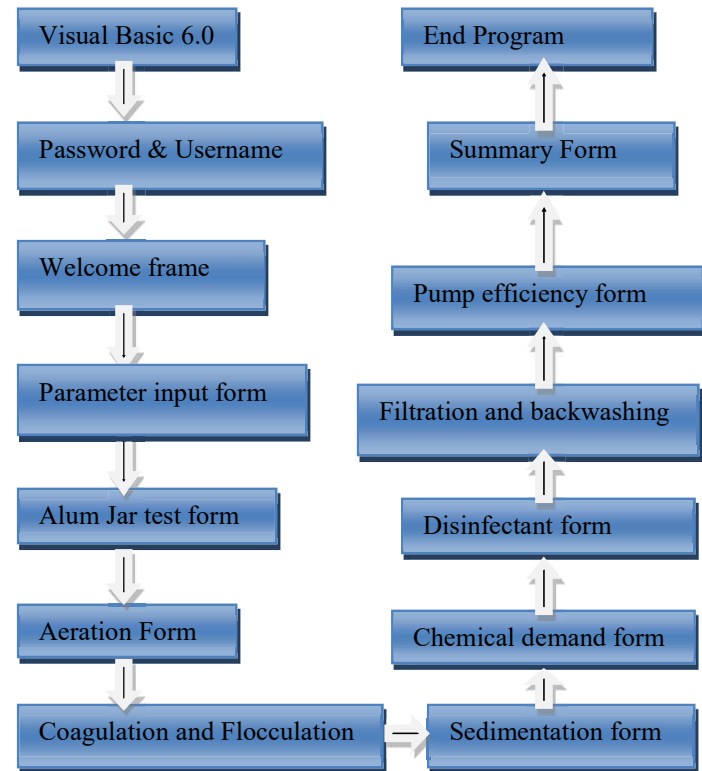 Visual Basic 6.0
Password & Username
Welcome frame
Parameter input form
Alum Jar test form
Aeration Form
Coagulation and Flocculation
Sedimentation form
Chemical demand form
Disinfectant form
Filtration and backwashing
Pump efficiency form
Summary Form
End Program